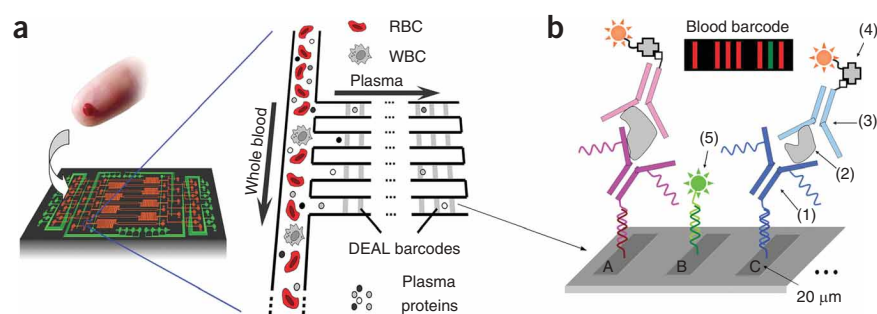 a
RBC
WBC
Plasma
Whole blood
DEAL barcodes
Plasma
proteins
b
Blood barcode
(4)
(3)
(5)
(2)
(1)
A
B
C
20 μm